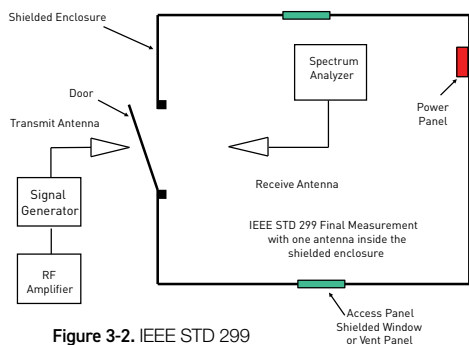 Shielded Enclosure
Spectrum
Analyzer
Door
Power
Panel
Transmit Antenna
Signal
Generator
Receive Antenna
IEEE STD 299 Final Measurement
with one antenna inside the
shielded enclosure
RF
Amplifier
Access Panel
Shielded Window
or Vent Panel
Figure 3-2. IEEE STD 299